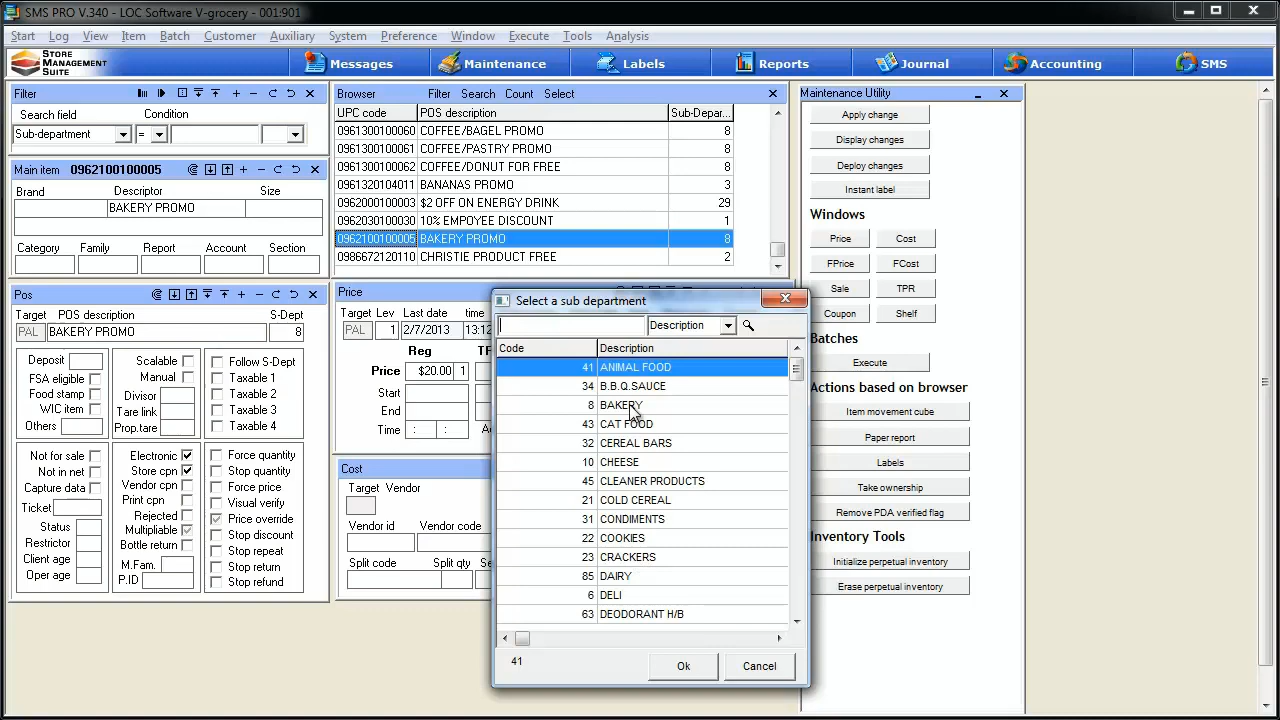 SMS PRO V.340 - LOC Software V-grocery - 001:901
Start Log View Item Batch Customer Auxiliary System Preference Window Execute Tools Analysis
STORE MANAGEMENT SUITE
Messages Maintenance Labels Reports Journal Accounting SMS
Filter
Search field Condition
Sub-department =
Main item 0962100100005
Brand Descriptor Size
BAKERY PROMO
Category Family Report Account Section
Browser Filter Search Count Select
UPC code POS description Sub-Depar...
0961300100060 COFFEE/BAGEL PROMO 8
0961300100061 COFFEE/PASTRY PROMO 8
0961300100062 COFFEE/DONUT FOR FREE 8
0961320104011 BANANAS PROMO 3
0962000100003 $2 OFF ON ENERGY DRINK 29
0962030100030 10% EMPOYEE DISCOUNT 1
0962100100005 BAKERY PROMO 8
0986672120110 CHRISTIE PRODUCT FREE 2
Pos
Target POS description S-Dept
PAL BAKERY PROMO 8
Deposit
FSA eligible
Food stamp
WIC item
Others
Scalable
Manual
Divisor
Tare link
Prop.tare
Follow S-Dept
Taxable 1
Taxable 2
Taxable 3
Taxable 4
Not for sale
Not in net
Capture data
Ticket
Status
Restrictor
Client age
Oper age
Electronic
Store cpn
Vendor cpn
Print cpn
Rejected
Multipliable
Bottle return
M.Fam.
P.ID
Force quantity
Stop quantity
Force price
Visual verify
Price override
Stop discount
Stop repeat
Stop return
Stop refund
Price
Target Lev Last date time
PAL 1 2/7/2013 13:12
Reg
Price $20.00 1
Start
End
Time : :
Cost
Target Vendor
Vendor id Vendor code
Split code Split qty
Select a sub department
Description
Code Description
41 ANIMAL FOOD
34 B.B.Q.SAUCE
8 BAKERY
43 CAT FOOD
32 CEREAL BARS
10 CHEESE
45 CLEANER PRODUCTS
21 COLD CEREAL
31 CONDIMENTS
22 COOKIES
23 CRACKERS
85 DAIRY
6 DELI
63 DEODORANT H/B
41
Ok Cancel
Maintenance Utility
Apply change
Display changes
Deploy changes
Instant label
Windows
Price Cost
FPrice FCost
Sale TPR
Coupon Shelf
Batches
Execute
Actions based on browser
Item movement cube
Paper report
Labels
Take ownership
Remove PDA verified flag
Inventory Tools
Initialize perpetual inventory
Erase perpetual inventory